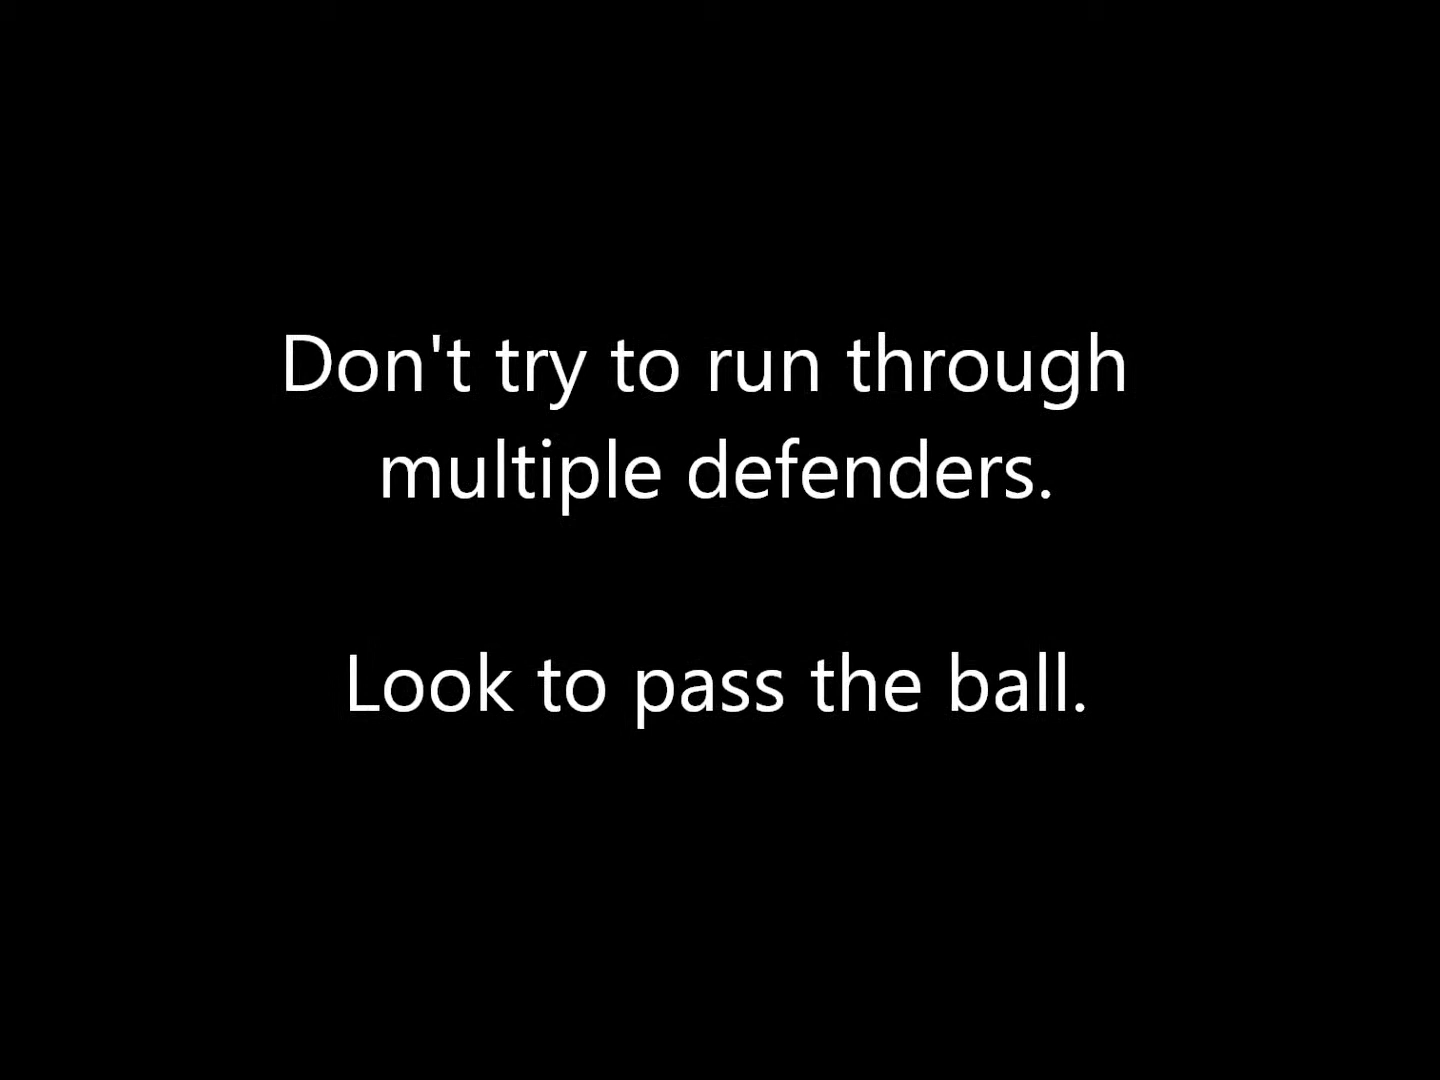 Don't try to run through
multiple defenders.
Look to pass the ball.